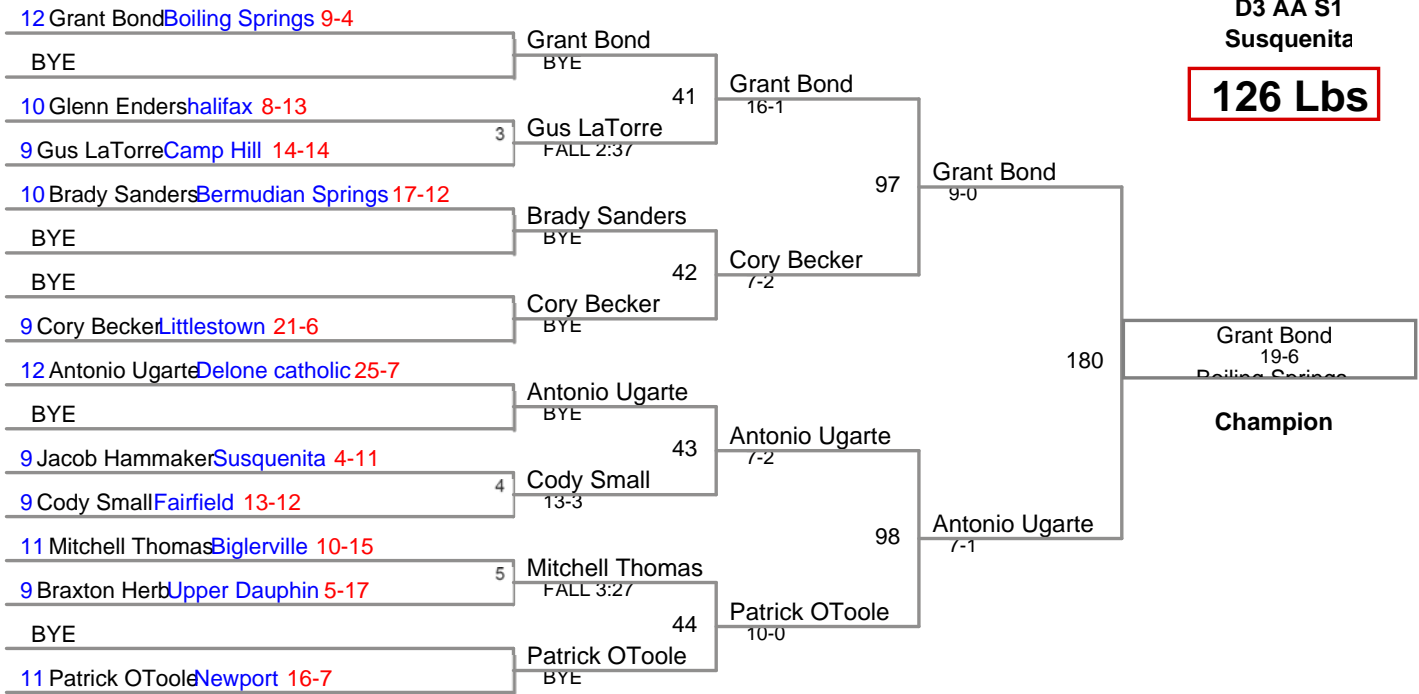 D3 AA S1
Susquenita
126 Lbs
12 Grant Bond Boiling Springs 9-4
BYE
10 Glenn Enders halifax 8-13
9 Gus LaTorre Camp Hill 14-14
10 Brady Sanders Bermudian Springs 17-12
BYE
BYE
9 Cory Becker Littlestown 21-6
12 Antonio Ugarte Delone catholic 25-7
BYE
9 Jacob Hammaker Susquenita 4-11
9 Cody Small Fairfield 13-12
11 Mitchell Thomas Biglerville 10-15
9 Braxton Herb Upper Dauphin 5-17
BYE
11 Patrick OToole Newport 16-7
3
4
5
Grant Bond
BYE
Gus LaTorre
FALL 2:37
Brady Sanders
BYE
Cory Becker
BYE
Antonio Ugarte
BYE
Cody Small
13-3
Mitchell Thomas
FALL 3:27
Patrick OToole
BYE
41
42
43
44
Grant Bond
16-1
Cory Becker
7-2
Antonio Ugarte
7-2
Patrick OToole
10-0
97
98
Grant Bond
9-0
Antonio Ugarte
7-1
180
Grant Bond
19-6
Boiling Springs
Champion